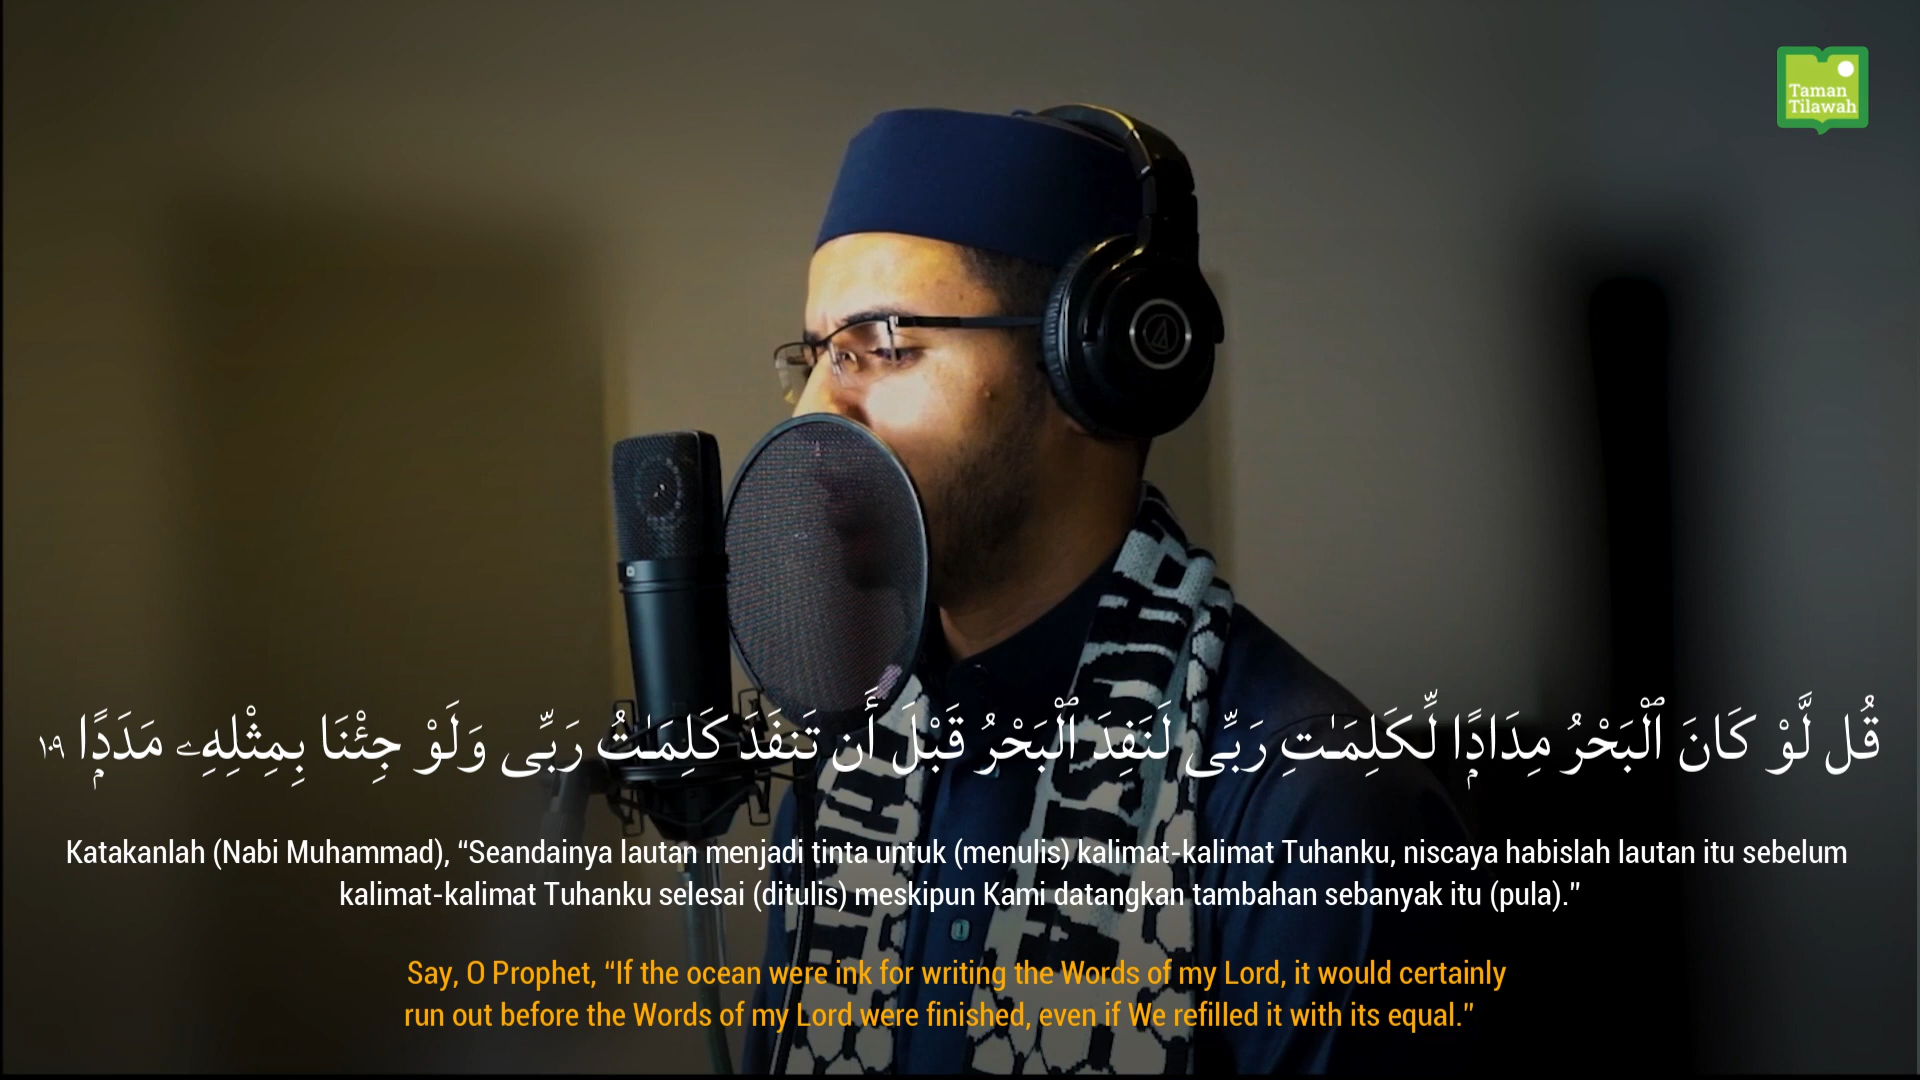 Taman
Tilawah
قُل لَّوْ كَانَ ٱلْبَحْرُ مِدَادًۭا لِّكَلِمَـٰتِ رَبِّى لَنَفِدَ ٱلْبَحْرُ قَبْلَ أَن تَنفَدَ كَلِمَـٰتُ رَبِّى وَلَوْ جِئْنَا بِمِثْلِهِۦ مَدَدًۭا ١٠٩
Katakanlah (Nabi Muhammad), “Seandainya lautan menjadi tinta untuk (menulis) kalimat-kalimat Tuhanku, niscaya habislah lautan itu sebelum
kalimat-kalimat Tuhanku selesai (ditulis) meskipun Kami datangkan tambahan sebanyak itu (pula).”
Say, O Prophet, “If the ocean were ink for writing the Words of my Lord, it would certainly
run out before the Words of my Lord were finished, even if We refilled it with its equal.”